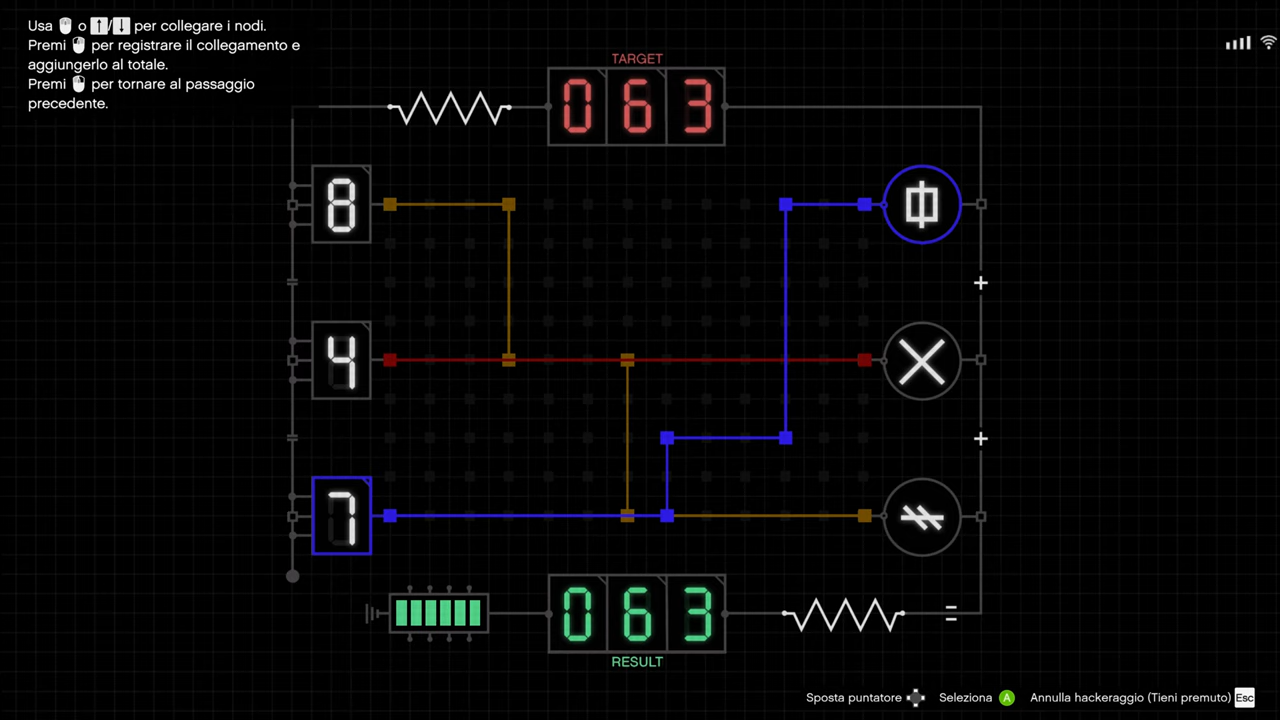 Usa o ↑/↓ per collegare i nodi.
Premi per registrare il collegamento e
aggiungerlo al totale.
Premi per tornare al passaggio
precedente.
TARGET
063
8
4
7
063
RESULT
Sposta puntatore Seleziona A Annulla hackeraggio (Tieni premuto) Esc